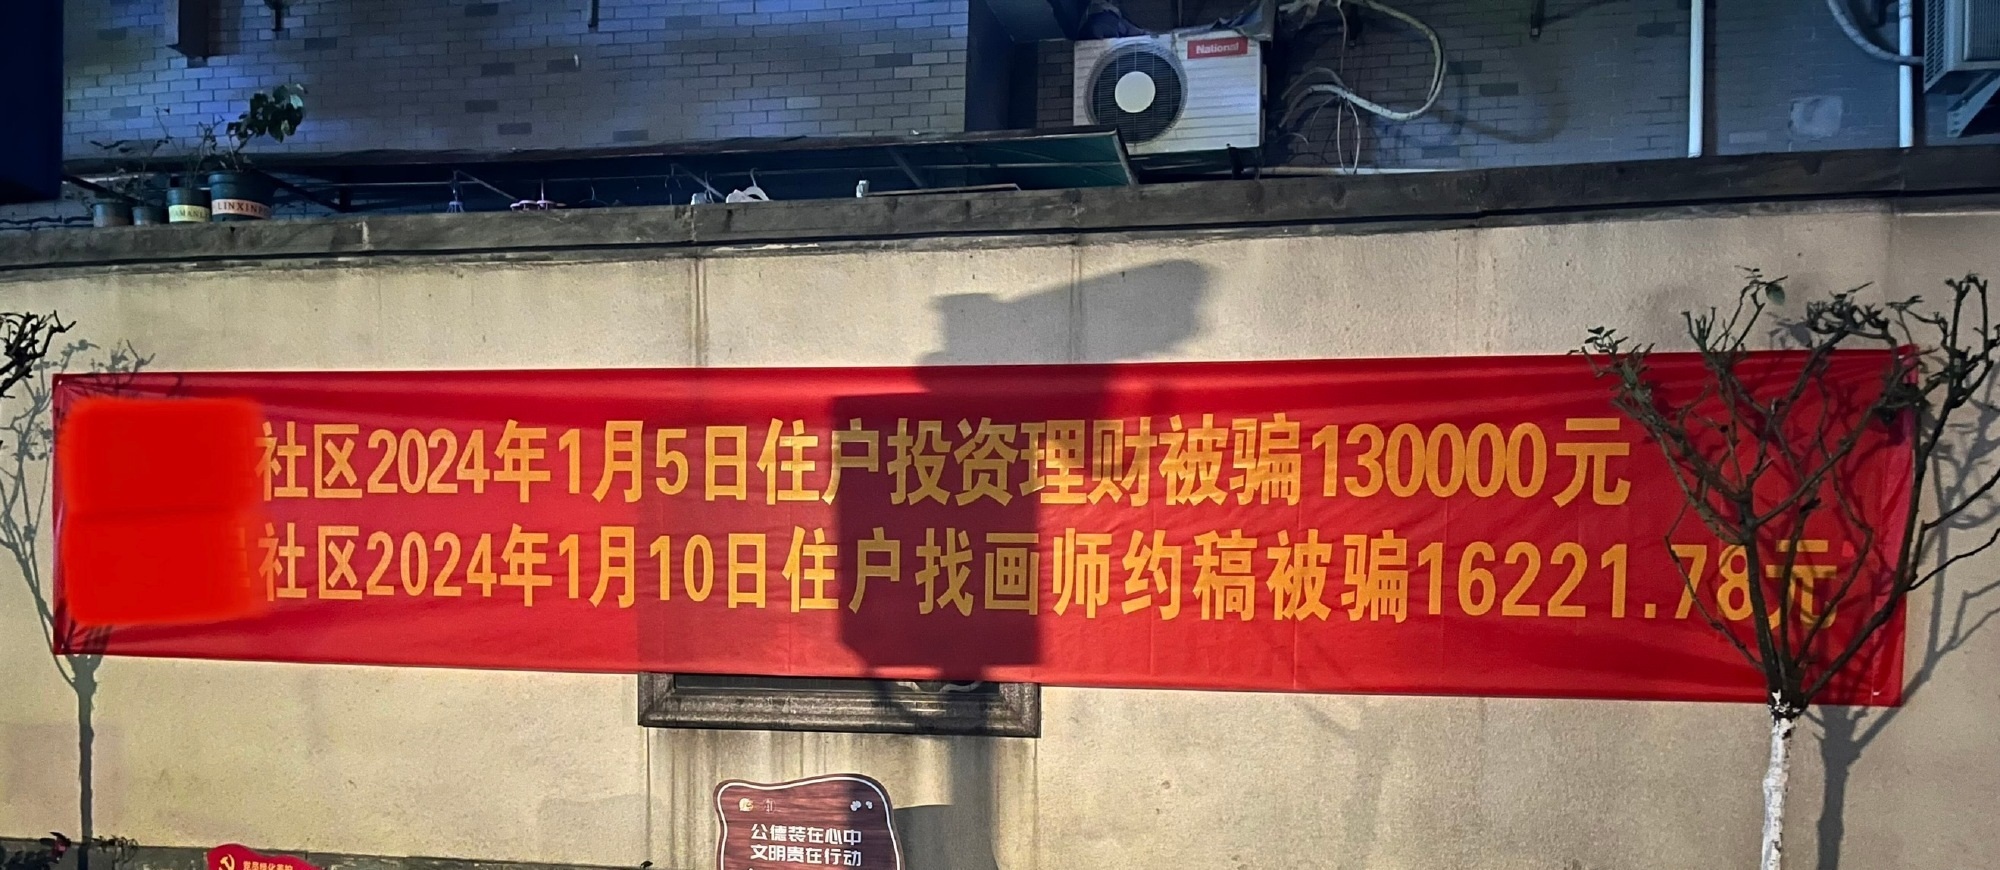 National
LINXINPO
社区2024年1月5日住户投资理财被骗130000元
社区2024年1月10日住户找画师约稿被骗16221.78元
公德装在心中
文明贵在行动